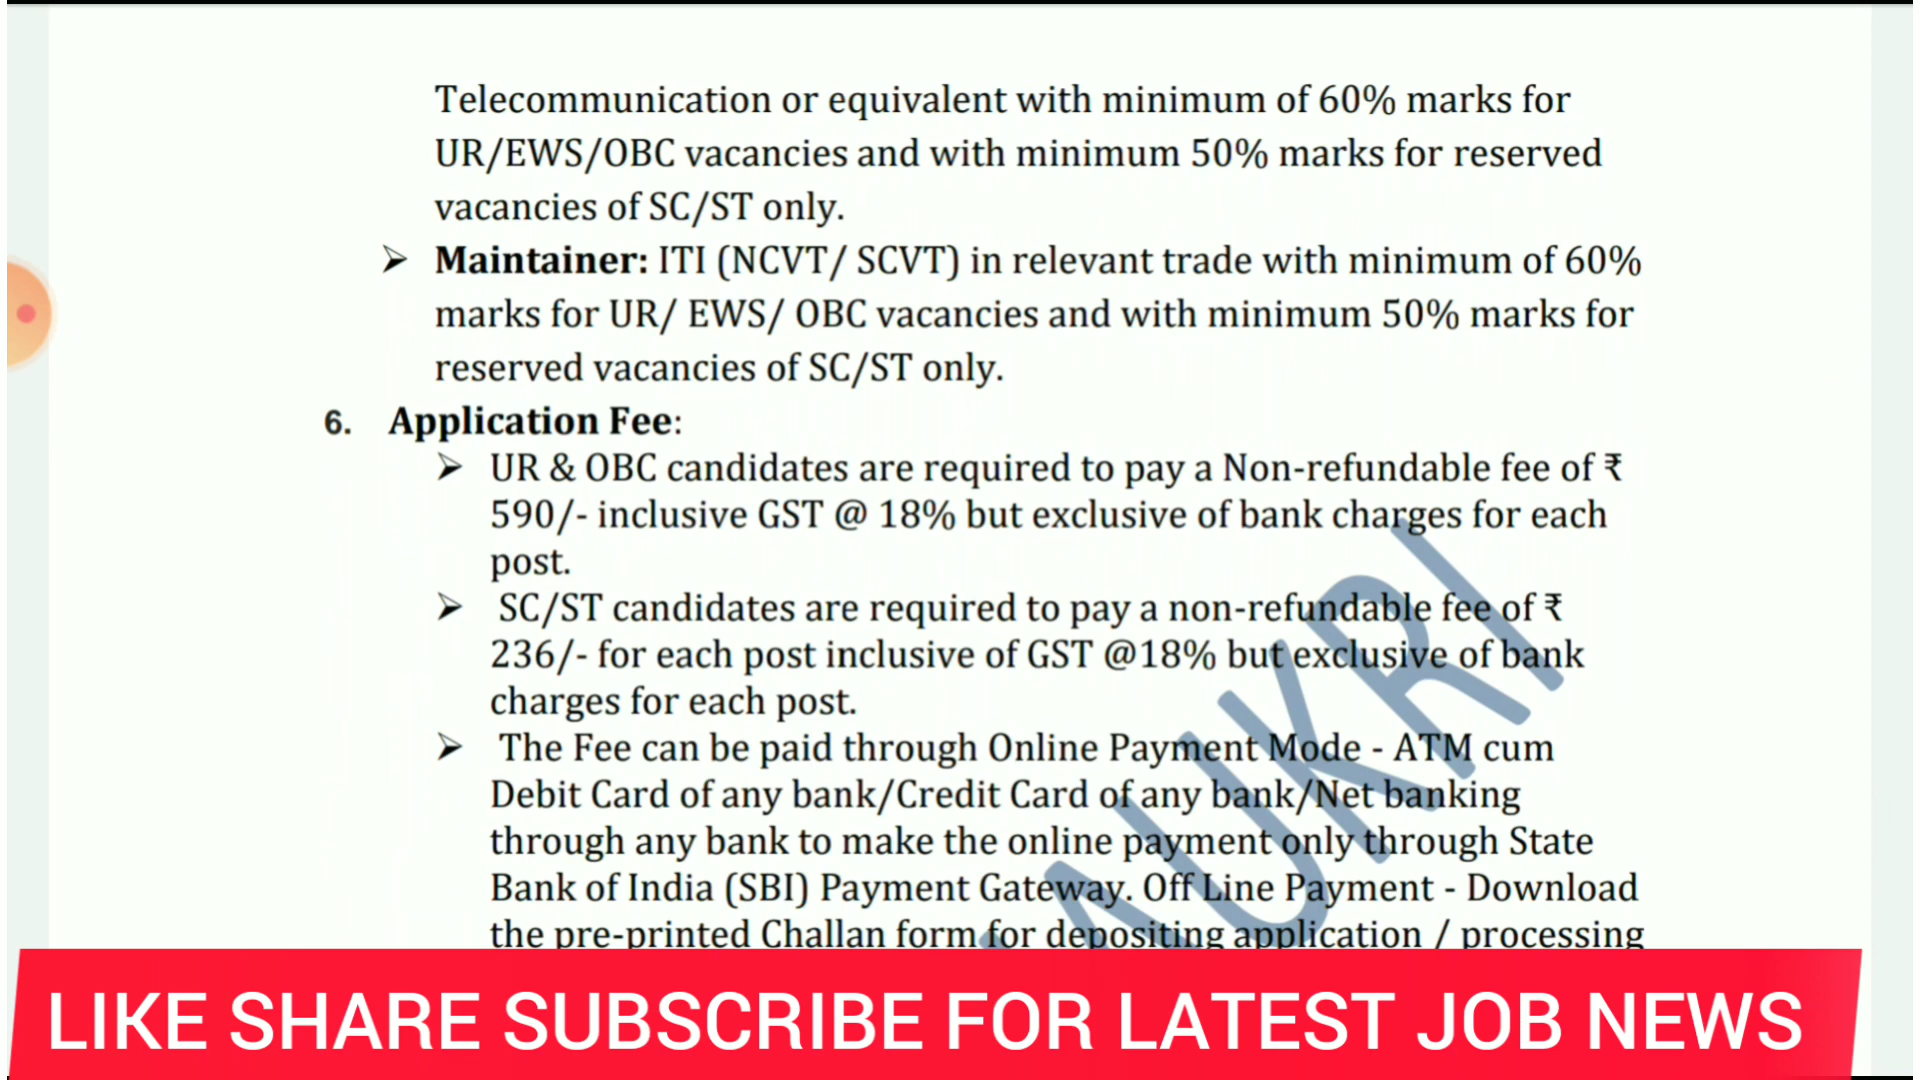 Telecommunication or equivalent with minimum of 60% marks for
UR/EWS/OBC vacancies and with minimum 50% marks for reserved
vacancies of SC/ST only.
➢ Maintainer: ITI (NCVT/ SCVT) in relevant trade with minimum of 60%
marks for UR/ EWS/ OBC vacancies and with minimum 50% marks for
reserved vacancies of SC/ST only.
6. Application Fee:
➢ UR & OBC candidates are required to pay a Non-refundable fee of ₹
590/- inclusive GST @ 18% but exclusive of bank charges for each
post.
➢ SC/ST candidates are required to pay a non-refundable fee of ₹
236/- for each post inclusive of GST @18% but exclusive of bank
charges for each post.
➢ The Fee can be paid through Online Payment Mode - ATM cum
Debit Card of any bank/Credit Card of any bank/Net banking
through any bank to make the online payment only through State
Bank of India (SBI) Payment Gateway. Off Line Payment - Download
the pre-printed Challan form for depositing application / processing
AUKRI
LIKE SHARE SUBSCRIBE FOR LATEST JOB NEWS